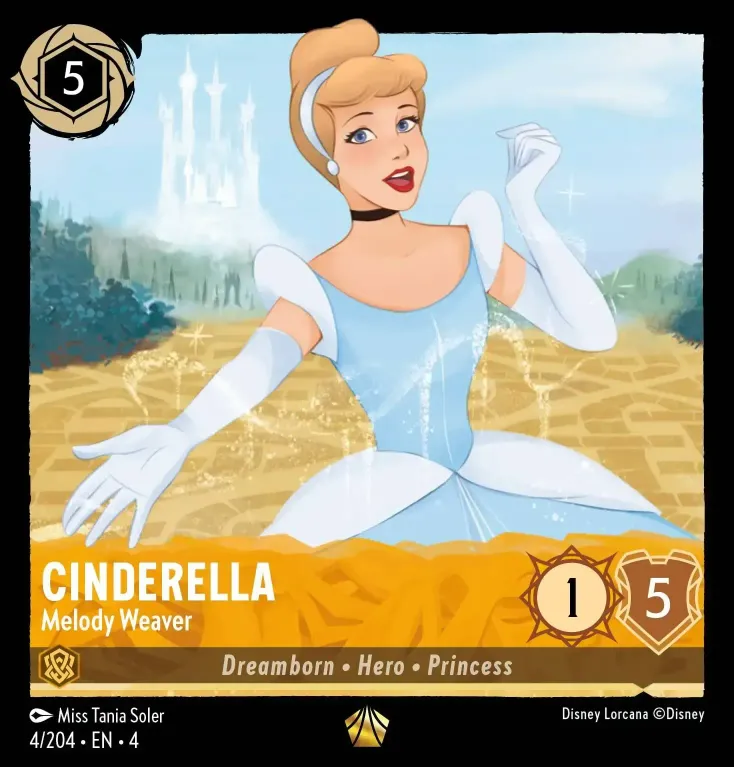 5
CINDERELLA
Melody Weaver
1
5
Dreamborn • Hero • Princess
Miss Tania Soler
Disney Lorcana ©Disney
4/204 • EN • 4